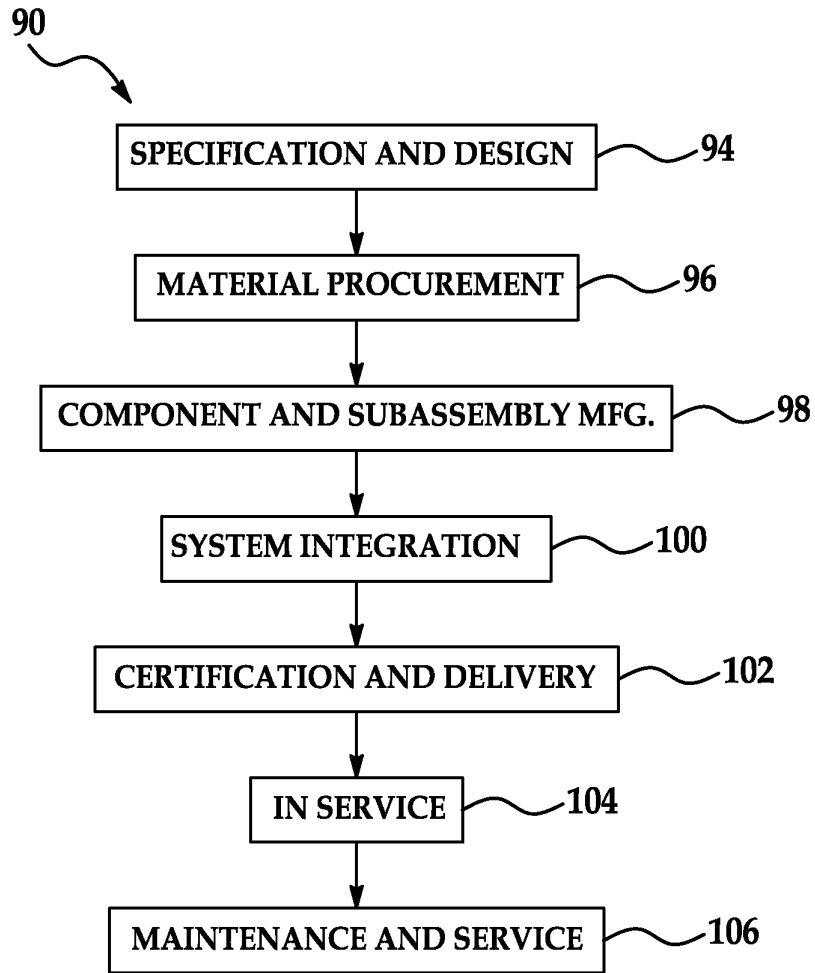 90
SPECIFICATION AND DESIGN 94
MATERIAL PROCUREMENT 96
COMPONENT AND SUBASSEMBLY MFG. 98
SYSTEM INTEGRATION 100
CERTIFICATION AND DELIVERY 102
IN SERVICE 104
MAINTENANCE AND SERVICE 106